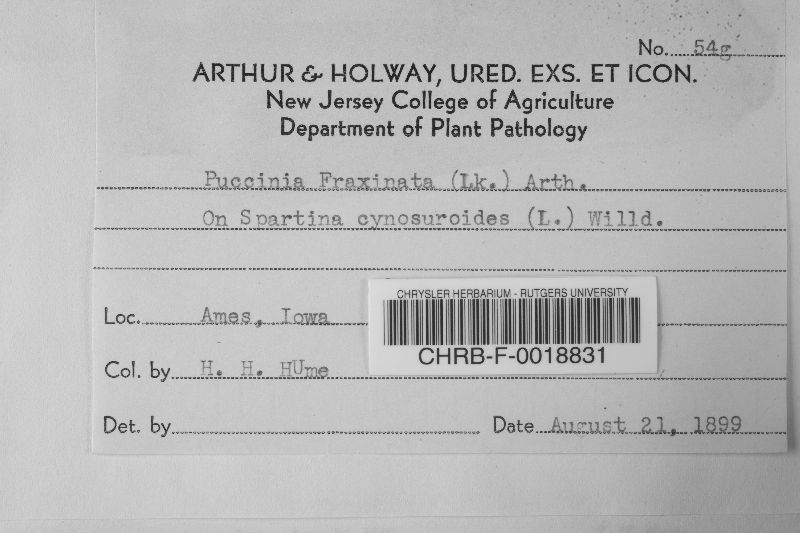 No. 54g
ARTHUR & HOLWAY, URED. EXS. ET ICON.
New Jersey College of Agriculture
Department of Plant Pathology
Puccinia Fraxinata (Lk.) Arth.
On Spartina cynosuroides (L.) Willd.
Loc. Ames, Iowa
CHRYSLER HERBARIUM - RUTGERS UNIVERSITY
CHRB-F-0018831
Col. by H. H. HUme
Det. by
Date August 21, 1899